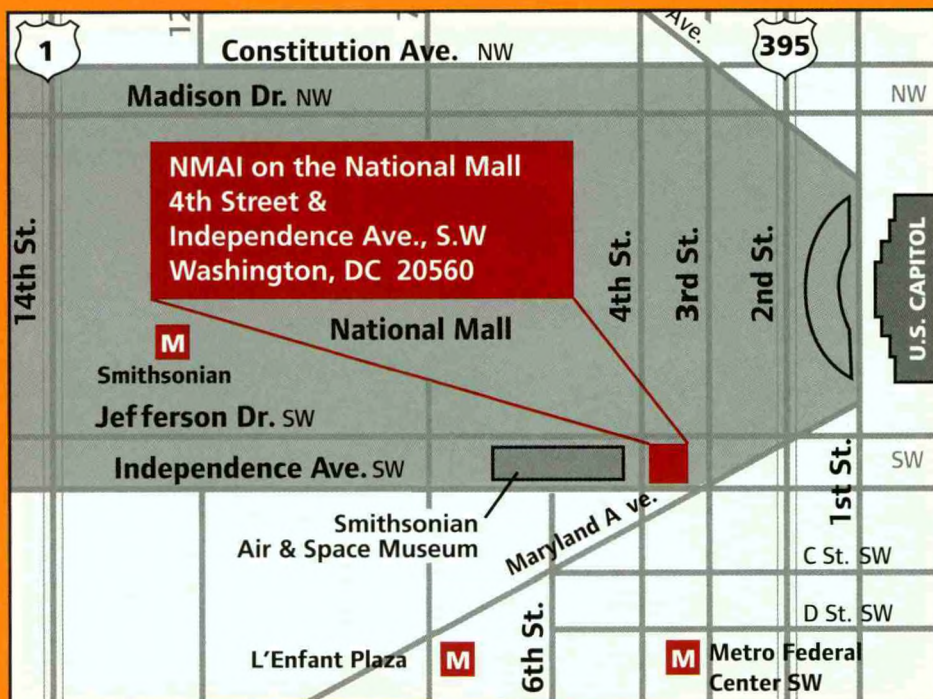 1
Constitution Ave. NW
Ave.
395
Madison Dr. NW
NW
NMAI on the National Mall
4th Street &
Independence Ave., S.W
Washington, DC 20560
14th St.
4th St.
3rd St.
2nd St.
U.S. CAPITOL
National Mall
M
Smithsonian
Jefferson Dr. SW
Independence Ave. SW
SW
1st St.
Smithsonian
Air & Space Museum
Maryland A ve.
C St. SW
D St. SW
6th St.
L'Enfant Plaza
M
M
Metro Federal
Center SW